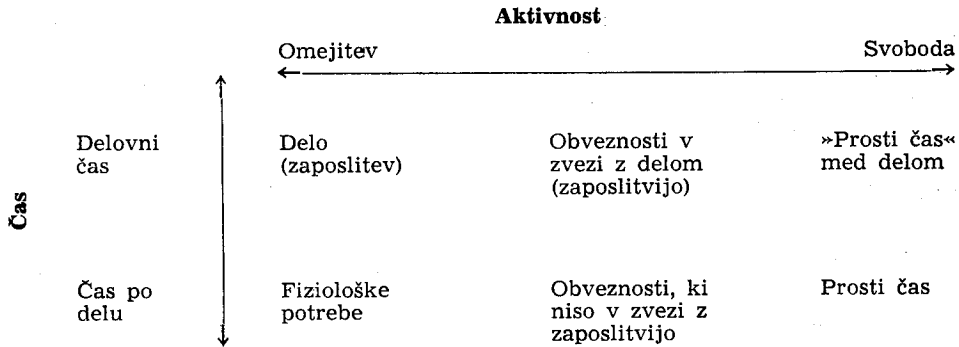 Aktivnost
Omejitev Svoboda
Delovni čas
Delo (zaposlitev)
Obveznosti v zvezi z delom (zaposlitvijo)
»Prosti čas« med delom
Čas
Čas po delu
Fiziološke potrebe
Obveznosti, ki niso v zvezi z zaposlitvijo
Prosti čas